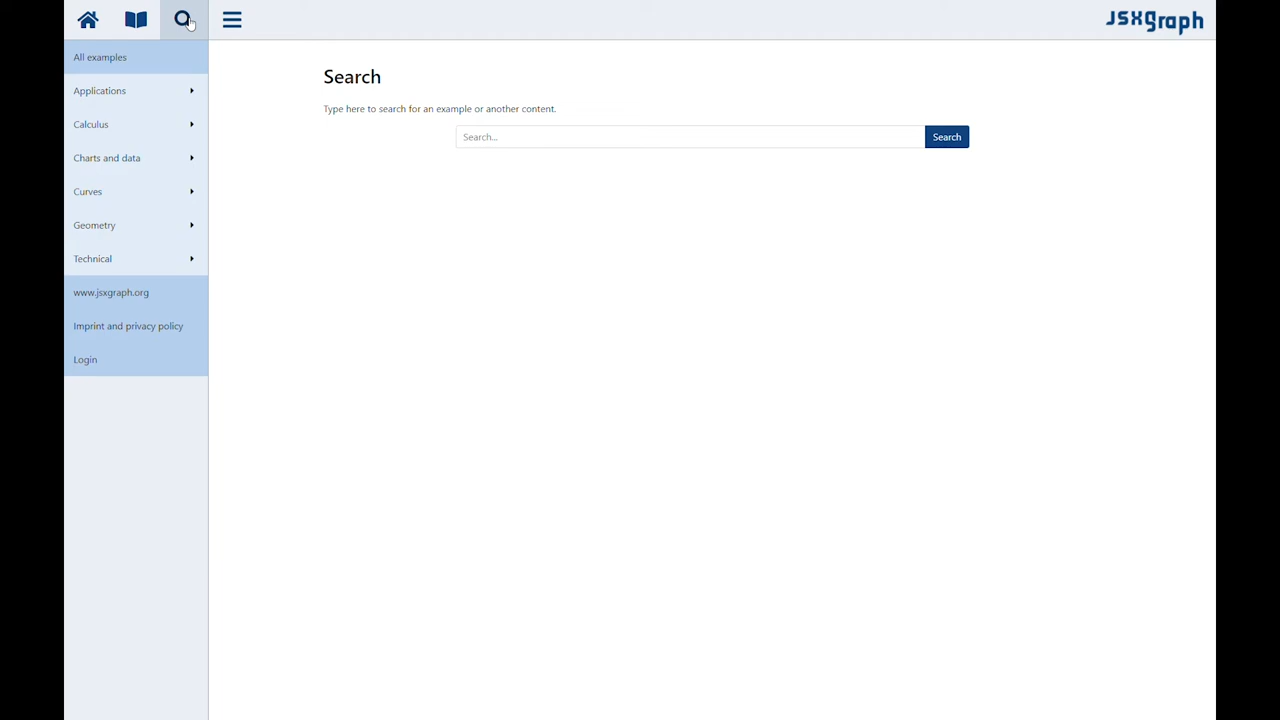 JSXGraph
All examples
Applications
Calculus
Charts and data
Curves
Geometry
Technical
www.jsxgraph.org
Imprint and privacy policy
Login
Search
Type here to search for an example or another content.
Search...
Search